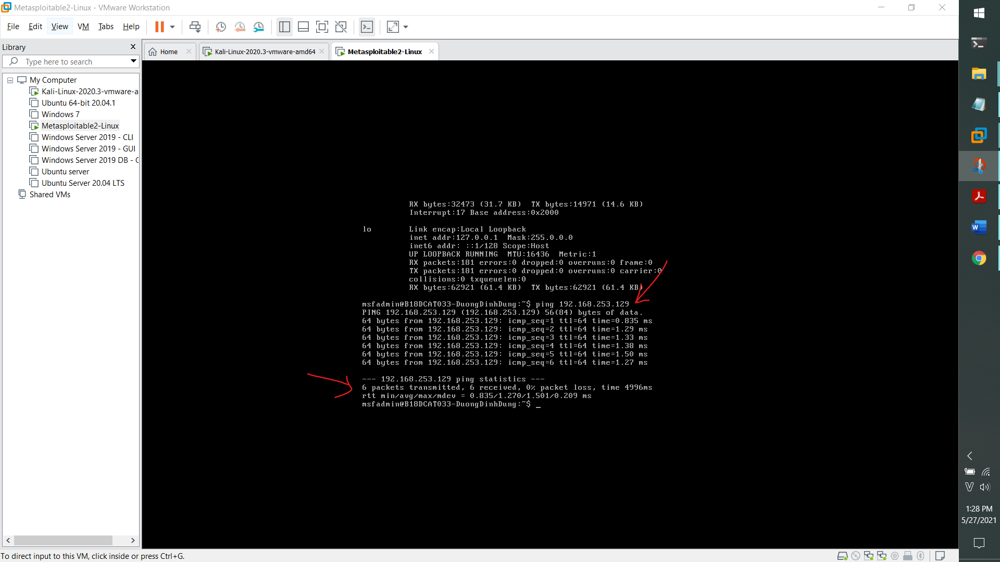 Metasploitable2-Linux - VMware Workstation
File Edit View VM Tabs Help
Library
Type here to search
My Computer
Kali-Linux-2020.3-vmware-a
Ubuntu 64-bit 20.04.1
Windows 7
Metasploitable2-Linux
Windows Server 2019 - CLI
Windows Server 2019 - GUI
Windows Server 2019 DB - C
Ubuntu server
Ubuntu Server 20.04 LTS
Shared VMs
Home Kali-Linux-2020.3-vmware-amd64 Metasploitable2-Linux
RX bytes:32473 (31.7 KB)  TX bytes:14971 (14.6 KB)
Interrupt:17 Base address:0x2000
lo Link encap:Local Loopback
inet addr:127.0.0.1  Mask:255.0.0.0
inet6 addr: ::1/128 Scope:Host
UP LOOPBACK RUNNING  MTU:16436  Metric:1
RX packets:181 errors:0 dropped:0 overruns:0 frame:0
TX packets:181 errors:0 dropped:0 overruns:0 carrier:0
collisions:0 txqueuelen:0
RX bytes:62921 (61.4 KB)  TX bytes:62921 (61.4 KB)
msfadmin@B18DCAT033-DuongDinhDung:~$ ping 192.168.253.129
PING 192.168.253.129 (192.168.253.129) 56(84) bytes of data.
64 bytes from 192.168.253.129: icmp_seq=1 ttl=64 time=0.835 ms
64 bytes from 192.168.253.129: icmp_seq=2 ttl=64 time=1.29 ms
64 bytes from 192.168.253.129: icmp_seq=3 ttl=64 time=1.33 ms
64 bytes from 192.168.253.129: icmp_seq=4 ttl=64 time=1.38 ms
64 bytes from 192.168.253.129: icmp_seq=5 ttl=64 time=1.50 ms
64 bytes from 192.168.253.129: icmp_seq=6 ttl=64 time=1.27 ms
--- 192.168.253.129 ping statistics ---
6 packets transmitted, 6 received, 0% packet loss, time 4996ms
rtt min/avg/max/mdev = 0.835/1.270/1.501/0.209 ms
msfadmin@B18DCAT033-DuongDinhDung:~$ _
To direct input to this VM, click inside or press Ctrl+G.
1:28 PM
5/27/2021